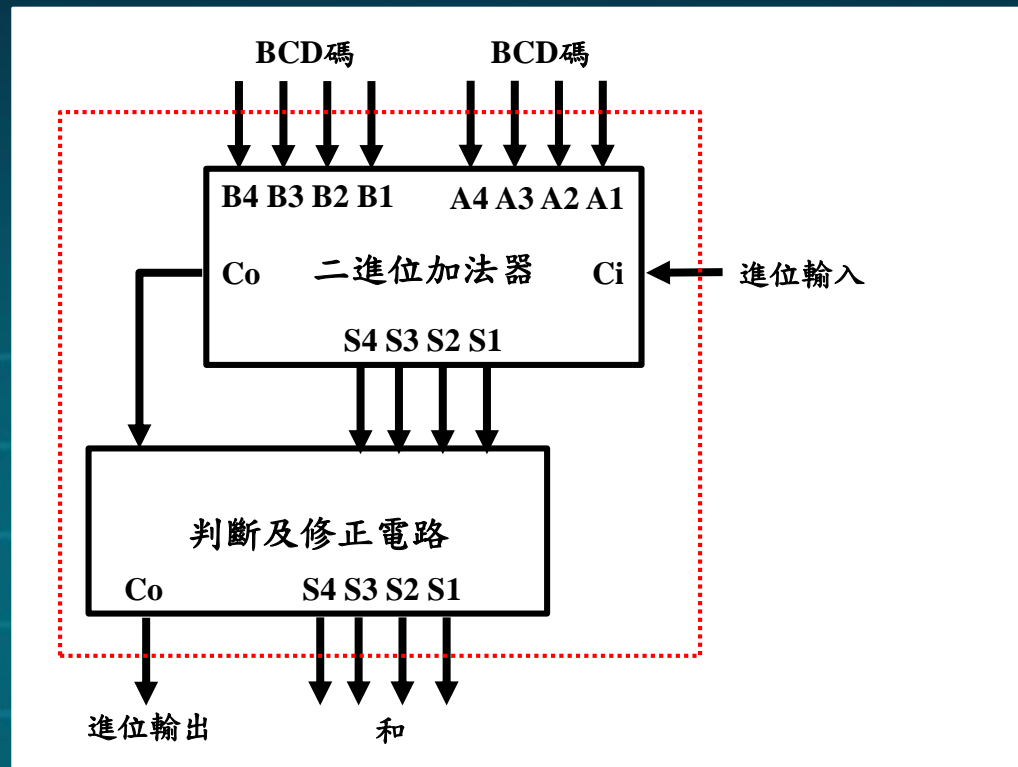 BCD碼 BCD碼
B4 B3 B2 B1 A4 A3 A2 A1
Co 二進位加法器 Ci 進位輸入
S4 S3 S2 S1
判斷及修正電路
Co S4 S3 S2 S1
進位輸出 和